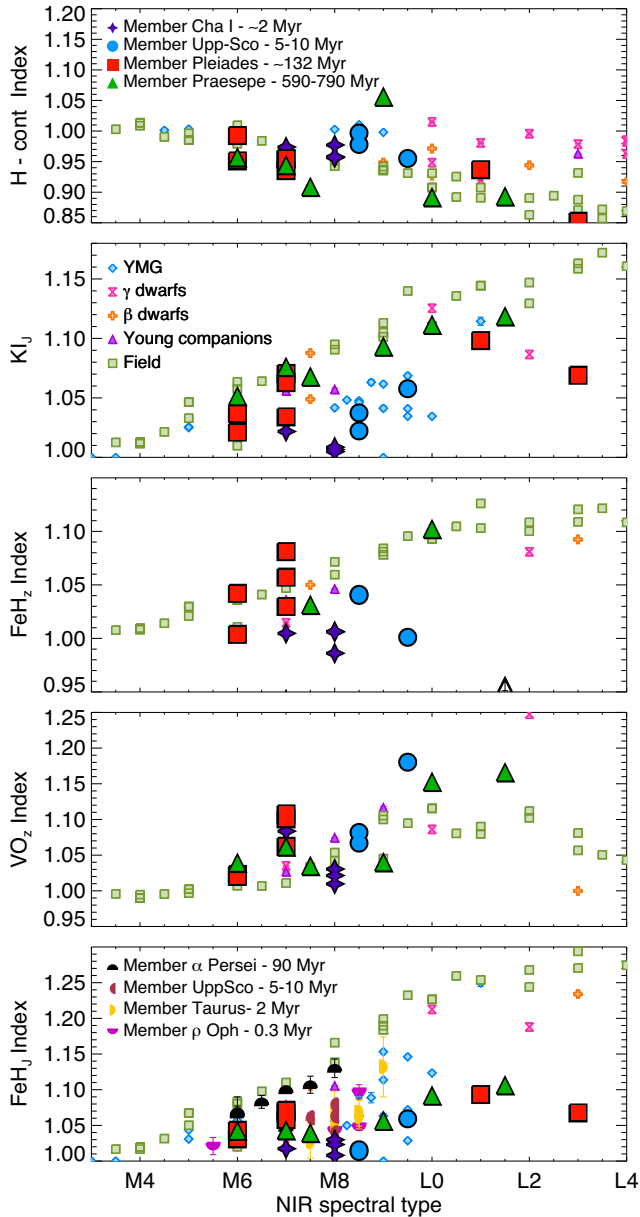 1.20
1.15
1.10
1.05
1.00
0.95
0.90
0.85
H - cont Index
Member Cha I - ~2 Myr
Member Upp-Sco - 5-10 Myr
Member Pleiades - ~132 Myr
Member Praesepe - 590-790 Myr
1.15
1.10
1.05
1.00
KI_J
YMG
γ dwarfs
β dwarfs
Young companions
Field
1.10
1.05
1.00
0.95
FeH_z Index
1.25
1.20
1.15
1.10
1.05
1.00
0.95
VO_z Index
1.25
1.20
1.15
1.10
1.05
1.00
FeH_J Index
Member α Persei - 90 Myr
Member UppSco - 5-10 Myr
Member Taurus- 2 Myr
Member ρ Oph - 0.3 Myr
M4 M6 M8 L0 L2 L4
NIR spectral type